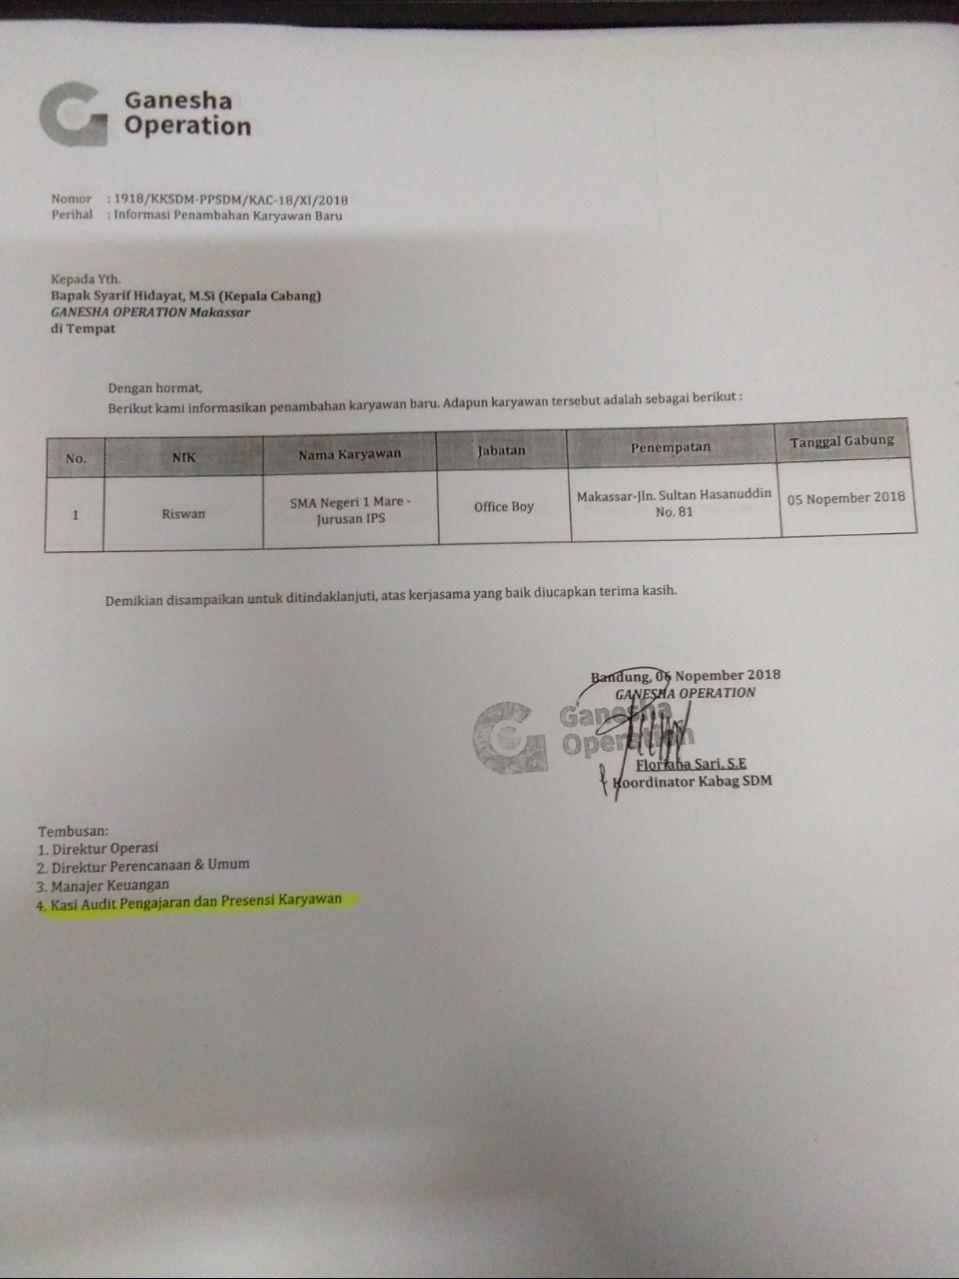 Ganesha
Operation
Nomor : 1918/KKSDM-PPSDM/KAC-18/XI/2018
Perihal : Informasi Penambahan Karyawan Baru
Kepada Yth.
Bapak Syarif Hidayat, M.Si (Kepala Cabang)
GANESHA OPERATION Makassar
di Tempat
Dengan hormat,
Berikut kami informasikan penambahan karyawan baru. Adapun karyawan tersebut adalah sebagai berikut :
No. NIK Nama Karyawan Jabatan Penempatan Tanggal Gabung
1 Riswan SMA Negeri 1 Mare - Jurusan IPS Office Boy Makassar-Jln. Sultan Hasanuddin No. 81 05 Nopember 2018
Demikian disampaikan untuk ditindaklanjuti, atas kerjasama yang baik diucapkan terima kasih.
Bandung, 06 Nopember 2018
GANESHA OPERATION
Ganesha
Operation
Sari, S.E
Koordinator Kabag SDM
Tembusan:
1. Direktur Operasi
2. Direktur Perencanaan & Umum
3. Manajer Keuangan
4. Kasi Audit Pengajaran dan Presensi Karyawan